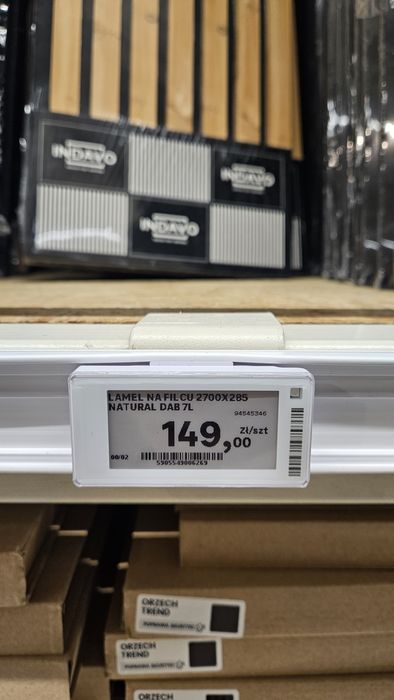 INDAVO
INDAVO
INDAVO
LAMEL NA FILCU 2700X285
NATURAL DAB 7L
94545346
149,00 Zł/szt
00/02
5905549006269
ORZECH
TREND
ORZECH
TREND
ORZECH